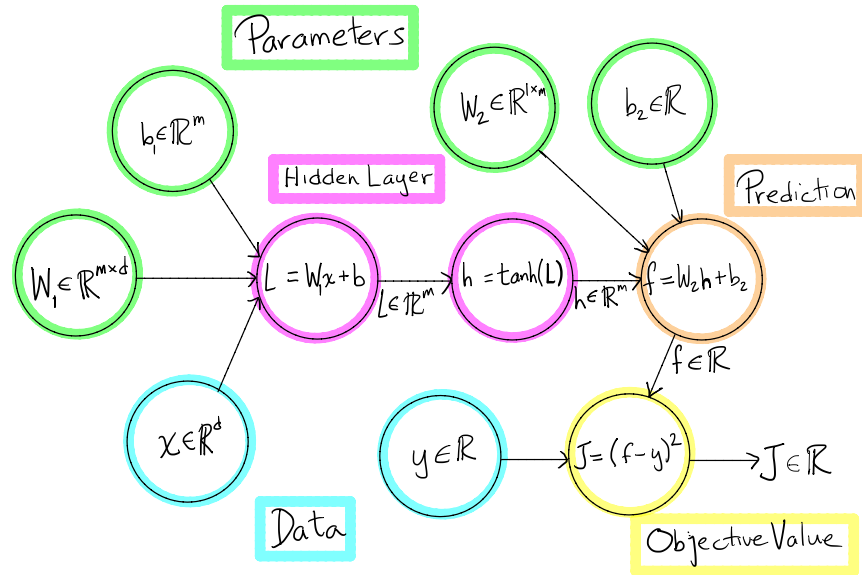 Parameters
b₁∈ℝᵐ
W₂∈ℝ¹ˣᵐ
b₂∈ℝ
Hidden Layer
Prediction
W₁∈ℝᵐˣᵈ
L = W₁x+b
L∈ℝᵐ
h = tanh(L)
h∈ℝᵐ
f=W₂h+b₂
f∈ℝ
x∈ℝᵈ
y∈ℝ
J=(f-y)²
J∈ℝ
Data
Objective Value